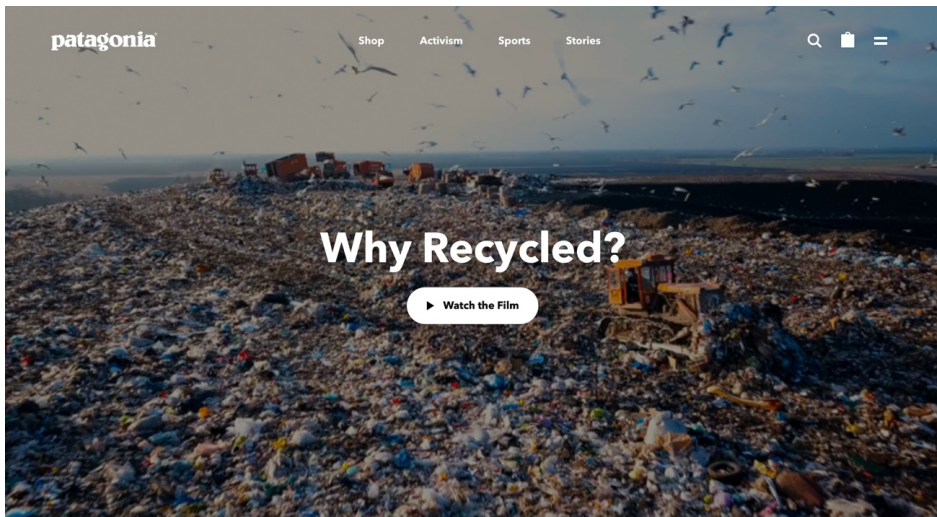 patagonia
Shop Activism Sports Stories
Why Recycled?
Watch the Film